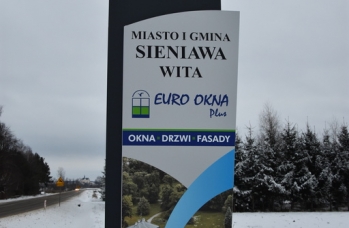 MIASTO I GMINA
SIENIAWA
WITA
EURO OKNA
Plus
OKNA · DRZWI · FASADY